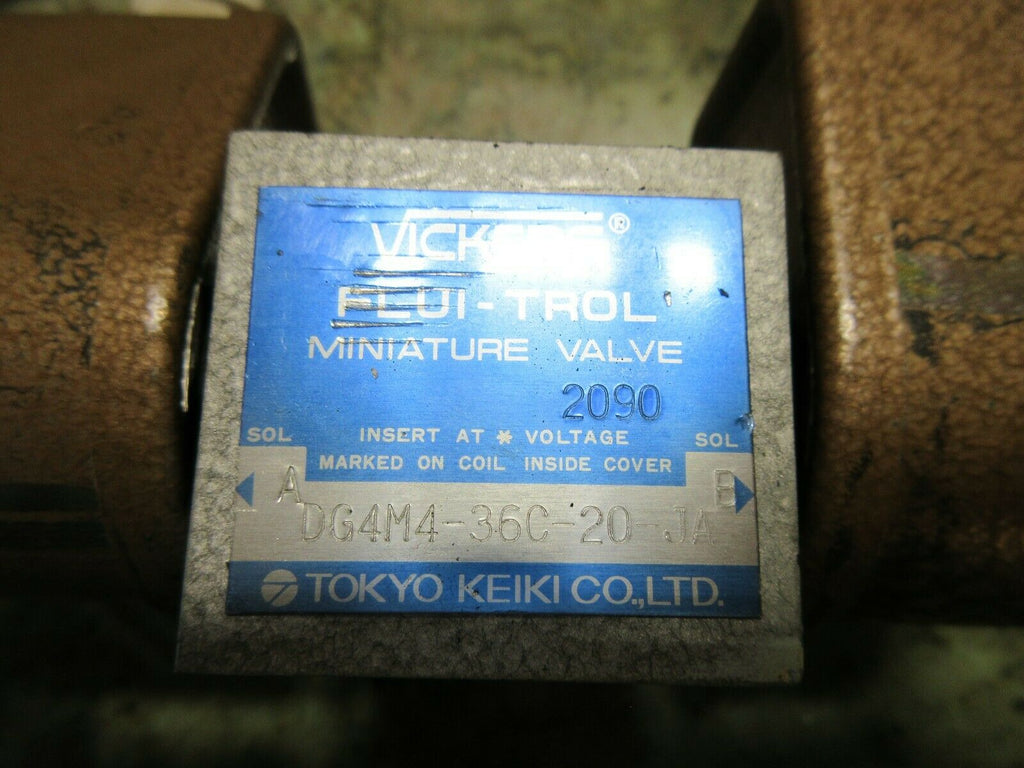 VICKERS®
FLUI-TROL
MINIATURE VALVE
2090
SOL INSERT AT * VOLTAGE SOL
MARKED ON COIL INSIDE COVER
A B
DG4M4-36C-20-JA
TOKYO KEIKI CO.,LTD.